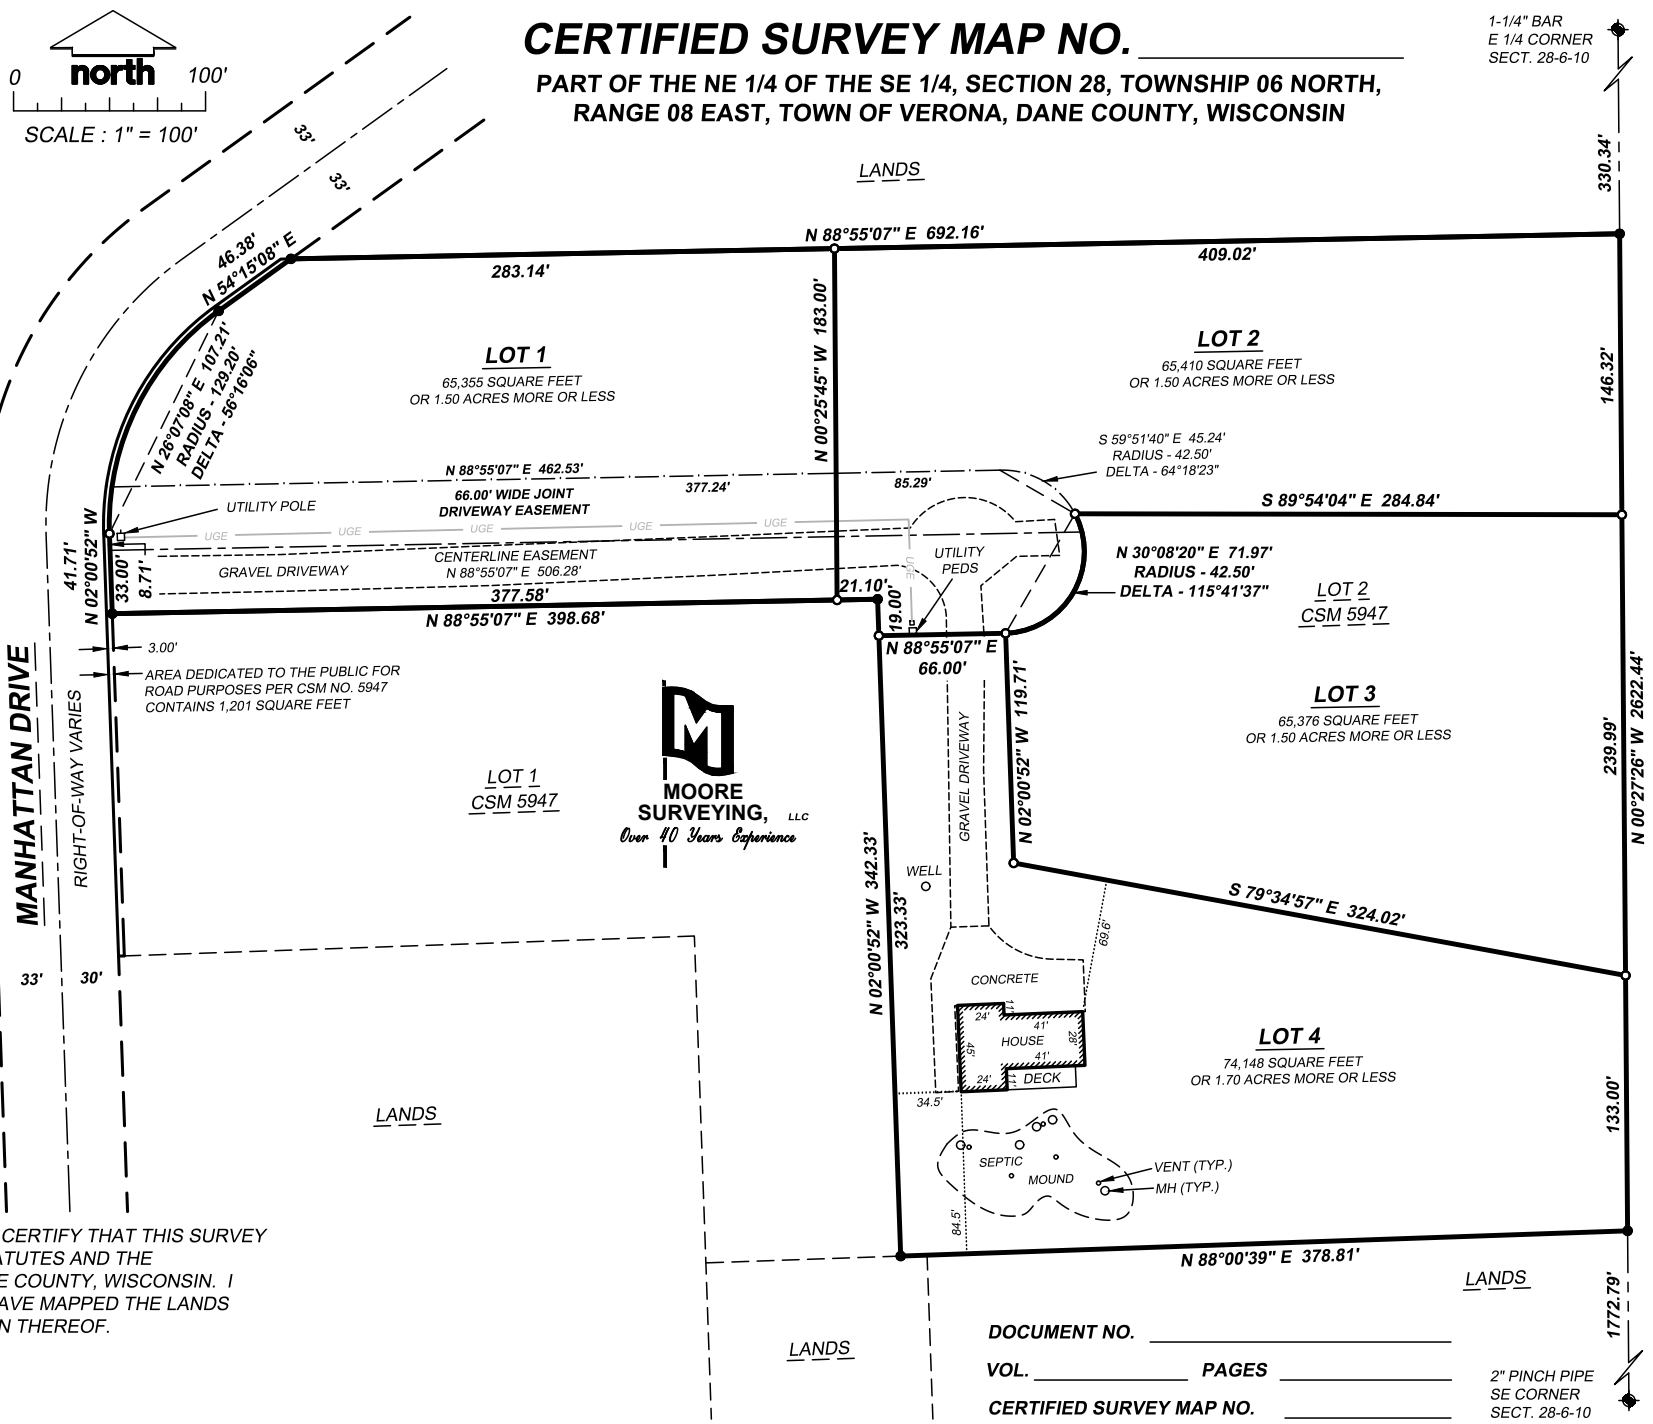 CERTIFIED SURVEY MAP NO.
PART OF THE NE 1/4 OF THE SE 1/4, SECTION 28, TOWNSHIP 06 NORTH,
RANGE 08 EAST, TOWN OF VERONA, DANE COUNTY, WISCONSIN
north
0
100'
SCALE : 1" = 100'
1-1/4" BAR
E 1/4 CORNER
SECT. 28-6-10
330.34'
33'
33'
LANDS
46.38'
N 54°15'08" E
N 88°55'07" E 692.16'
283.14'
409.02'
N 26°07'08" E 107.21'
RADIUS - 129.20'
DELTA - 56°16'06"
LOT 1
65,355 SQUARE FEET
OR 1.50 ACRES MORE OR LESS
N 00°25'45" W 183.00'
LOT 2
65,410 SQUARE FEET
OR 1.50 ACRES MORE OR LESS
146.32'
S 59°51'40" E 45.24'
RADIUS - 42.50'
DELTA - 64°18'23"
N 88°55'07" E 462.53'
377.24'
85.29'
66.00' WIDE JOINT
DRIVEWAY EASEMENT
UTILITY POLE
UGE
UGE
UGE
UGE
UGE
UGE
S 89°54'04" E 284.84'
CENTERLINE EASEMENT
N 88°55'07" E 506.28'
GRAVEL DRIVEWAY
UTILITY
PEDS
N 30°08'20" E 71.97'
RADIUS - 42.50'
DELTA - 115°41'37"
LOT 2
CSM 5947
41.71'
N 02°00'52" W
33.00'
8.71'
377.58'
21.10'
19.00'
N 88°55'07" E 398.68'
N 88°55'07" E
66.00'
3.00'
AREA DEDICATED TO THE PUBLIC FOR
ROAD PURPOSES PER CSM NO. 5947
CONTAINS 1,201 SQUARE FEET
MANHATTAN DRIVE
RIGHT-OF-WAY VARIES
LOT 1
CSM 5947
M
MOORE
SURVEYING, LLC
Over 40 Years Experience
GRAVEL DRIVEWAY
N 02°00'52" W 119.71'
LOT 3
65,376 SQUARE FEET
OR 1.50 ACRES MORE OR LESS
239.99'
N 00°27'26" W 2622.44'
N 02°00'52" W 342.33'
323.33'
WELL
S 79°34'57" E 324.02'
69.6'
33'
30'
CONCRETE
24'
11'
41'
HOUSE
45'
28'
41'
24'
11'
DECK
34.5'
LOT 4
74,148 SQUARE FEET
OR 1.70 ACRES MORE OR LESS
133.00'
LANDS
SEPTIC
MOUND
VENT (TYP.)
MH (TYP.)
84.5'
CERTIFY THAT THIS SURVEY
ATUTES AND THE
E COUNTY, WISCONSIN. I
AVE MAPPED THE LANDS
N THEREOF.
N 88°00'39" E 378.81'
LANDS
1772.79'
LANDS
DOCUMENT NO.
VOL. PAGES
CERTIFIED SURVEY MAP NO.
2" PINCH PIPE
SE CORNER
SECT. 28-6-10